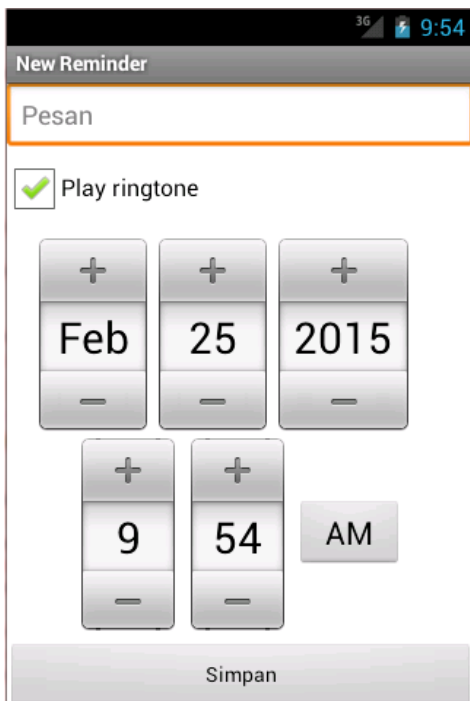 3G 9:54
New Reminder
Pesan
Play ringtone
+ + +
Feb 25 2015
− − −
+ +
9 54 AM
− −
Simpan